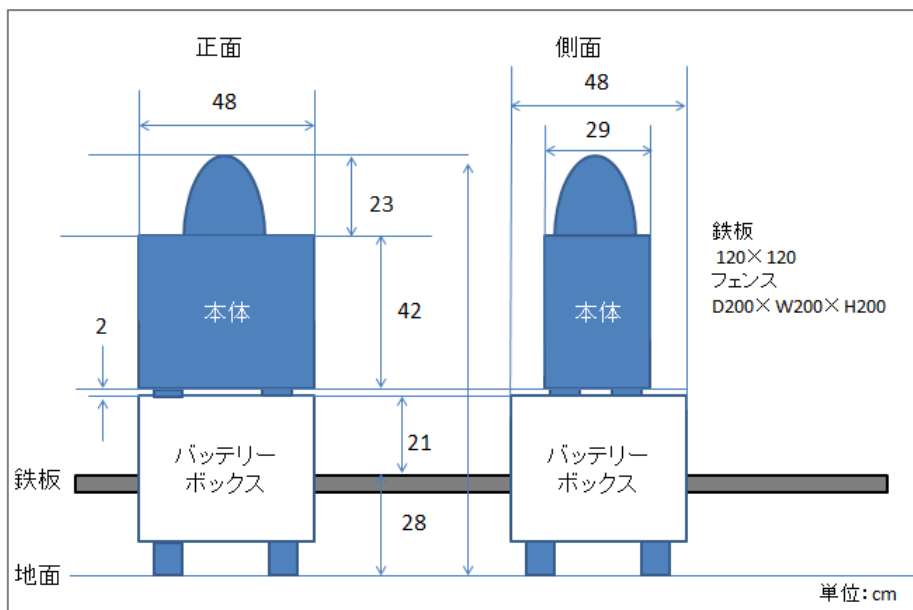 正面
側面
48
48
29
23
鉄板
120×120
フェンス
D200×W200×H200
本体
42
本体
2
バッテリー
ボックス
21
バッテリー
ボックス
鉄板
28
地面
単位：cm